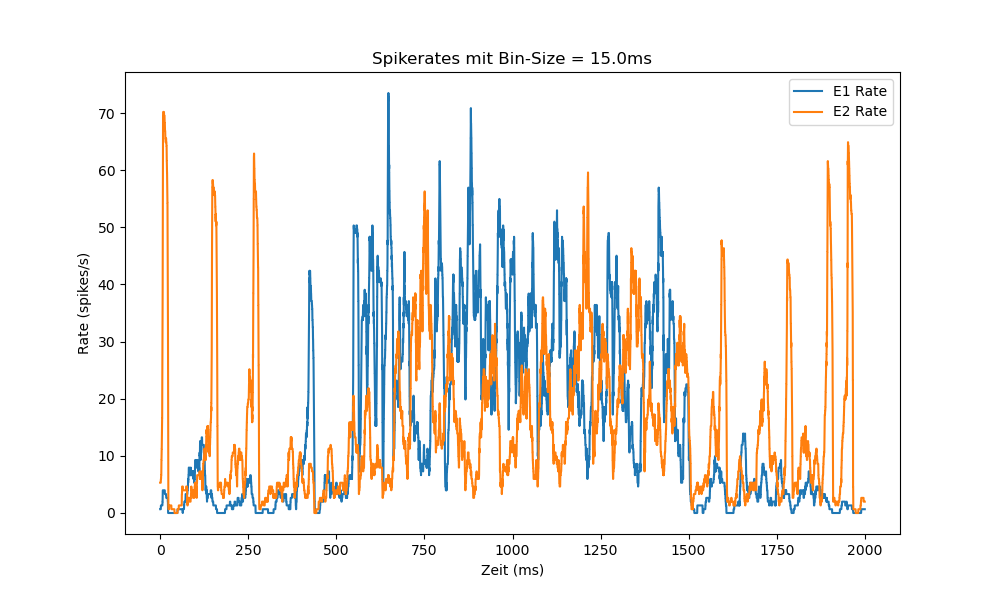 Spikerates mit Bin-Size = 15.0ms
E1 Rate
E2 Rate
70
60
50
40
30
20
10
0
Rate (spikes/s)
0 250 500 750 1000 1250 1500 1750 2000
Zeit (ms)